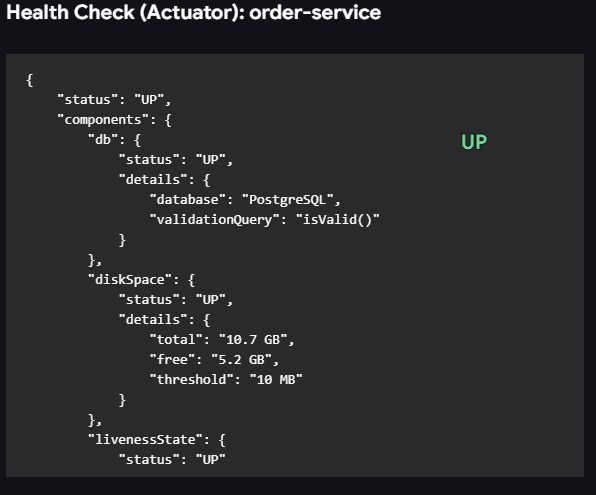 Health Check (Actuator): order-service
{
    "status": "UP",
    "components": {
        "db": {
UP
            "status": "UP",
            "details": {
                "database": "PostgreSQL",
                "validationQuery": "isValid()"
            }
        },
        "diskSpace": {
            "status": "UP",
            "details": {
                "total": "10.7 GB",
                "free": "5.2 GB",
                "threshold": "10 MB"
            }
        },
        "livenessState": {
            "status": "UP"